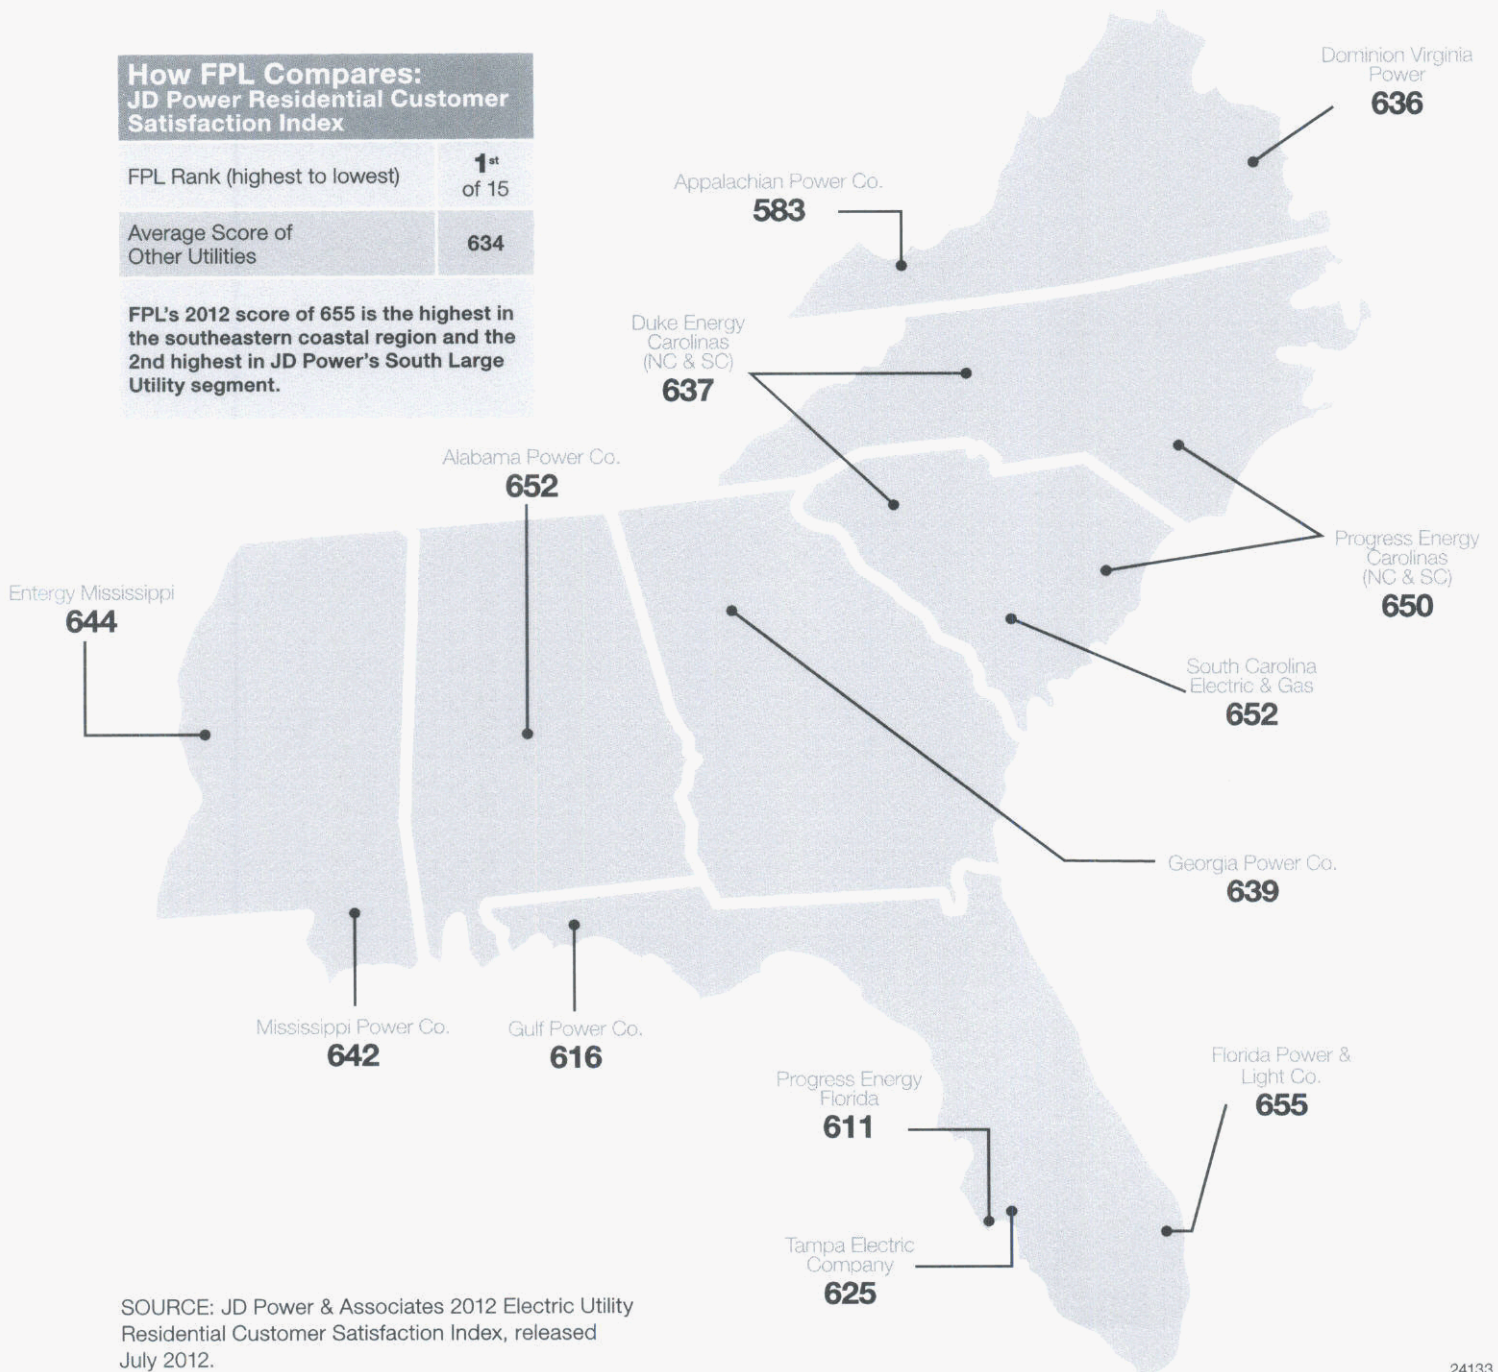 How FPL Compares:
JD Power Residential Customer
Satisfaction Index
FPL Rank (highest to lowest)
1st
of 15
Average Score of
Other Utilities
634
FPL's 2012 score of 655 is the highest in
the southeastern coastal region and the
2nd highest in JD Power's South Large
Utility segment.
Dominion Virginia
Power
636
Appalachian Power Co.
583
Duke Energy
Carolinas
(NC & SC)
637
Alabama Power Co.
652
Entergy Mississippi
644
Progress Energy
Carolinas
(NC & SC)
650
South Carolina
Electric & Gas
652
Georgia Power Co.
639
Mississippi Power Co.
642
Gulf Power Co.
616
Progress Energy
Florida
611
Florida Power &
Light Co.
655
Tampa Electric
Company
625
SOURCE: JD Power & Associates 2012 Electric Utility
Residential Customer Satisfaction Index, released
July 2012.
24133